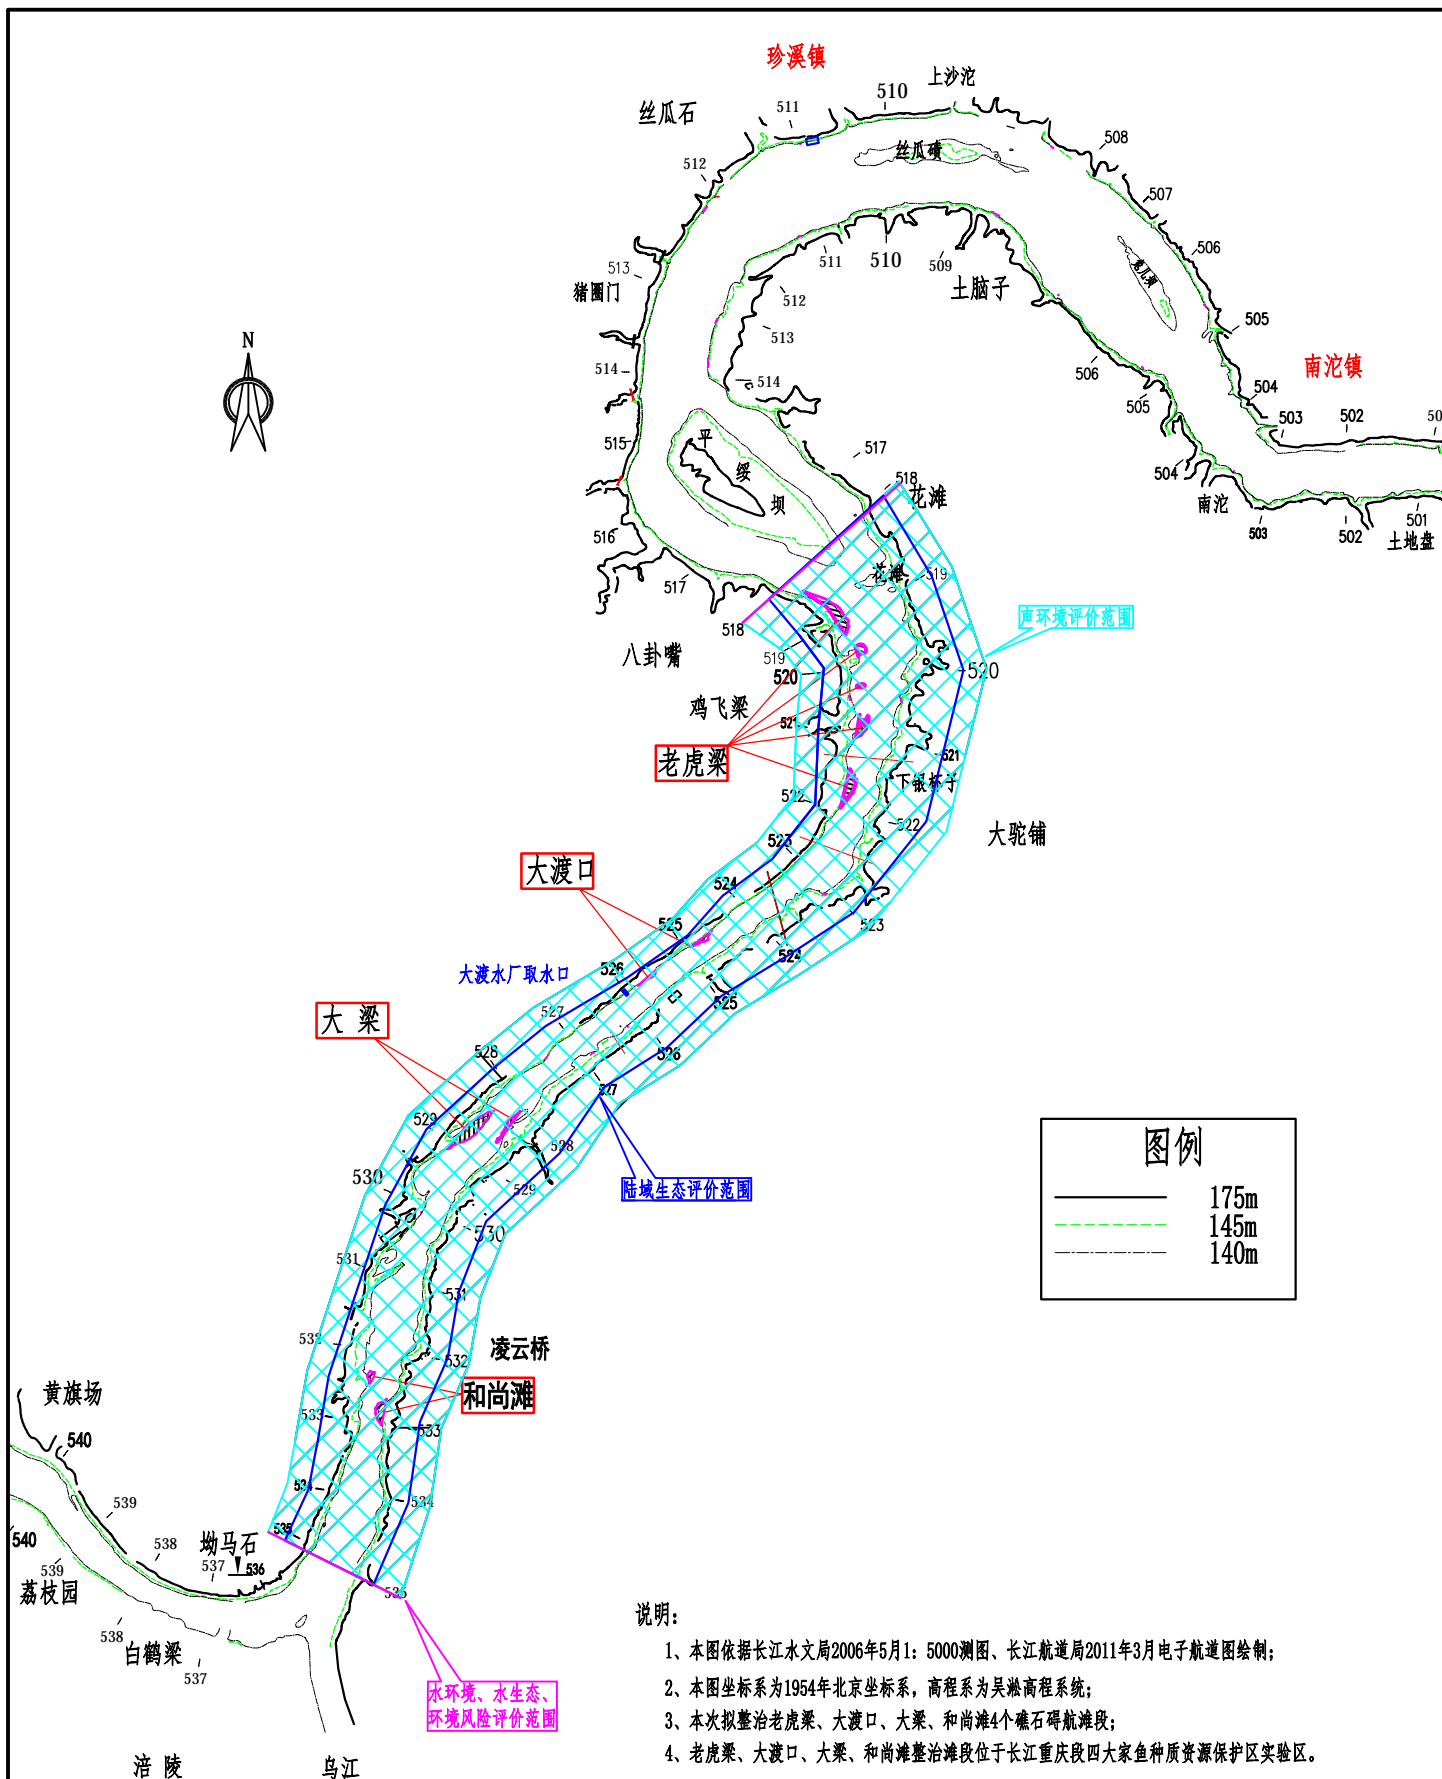 珍溪镇
上沙沱
510
511
丝瓜石
508
丝瓜碛
512
507
506
511
510
509
513
猪圈门
512
土脑子
兔儿坝
505
N
513
506
514
514
505
504
南沱镇
503
502
50
平
绥
坝
515
517
504
518
花滩
南沱
503
502
501
土地盘
516
517
花滩
519
518
声环境评价范围
八卦嘴
519
520
520
鸡飞梁
521
老虎梁
521
下银杯子
522
522
大驼铺
523
大渡口
524
525
523
524
大渡水厂取水口
526
525
大 梁
527
526
528
527
529
528
图例
175m
145m
140m
530
529
陆域生态评价范围
530
531
531
532
凌云桥
532
和尚滩
黄旗场
533
533
540
534
534
539
535
540
坳马石
538
539
537
536
荔枝园
535
538
白鹤梁
537
水环境、水生态、
环境风险评价范围
涪 陵
乌江
说明：
1、本图依据长江水文局2006年5月1：5000测图、长江航道局2011年3月电子航道图绘制；
2、本图坐标系为1954年北京坐标系，高程系为吴淞高程系统；
3、本次拟整治老虎梁、大渡口、大梁、和尚滩4个礁石碍航滩段；
4、老虎梁、大渡口、大梁、和尚滩整治滩段位于长江重庆段四大家鱼种质资源保护区实验区。